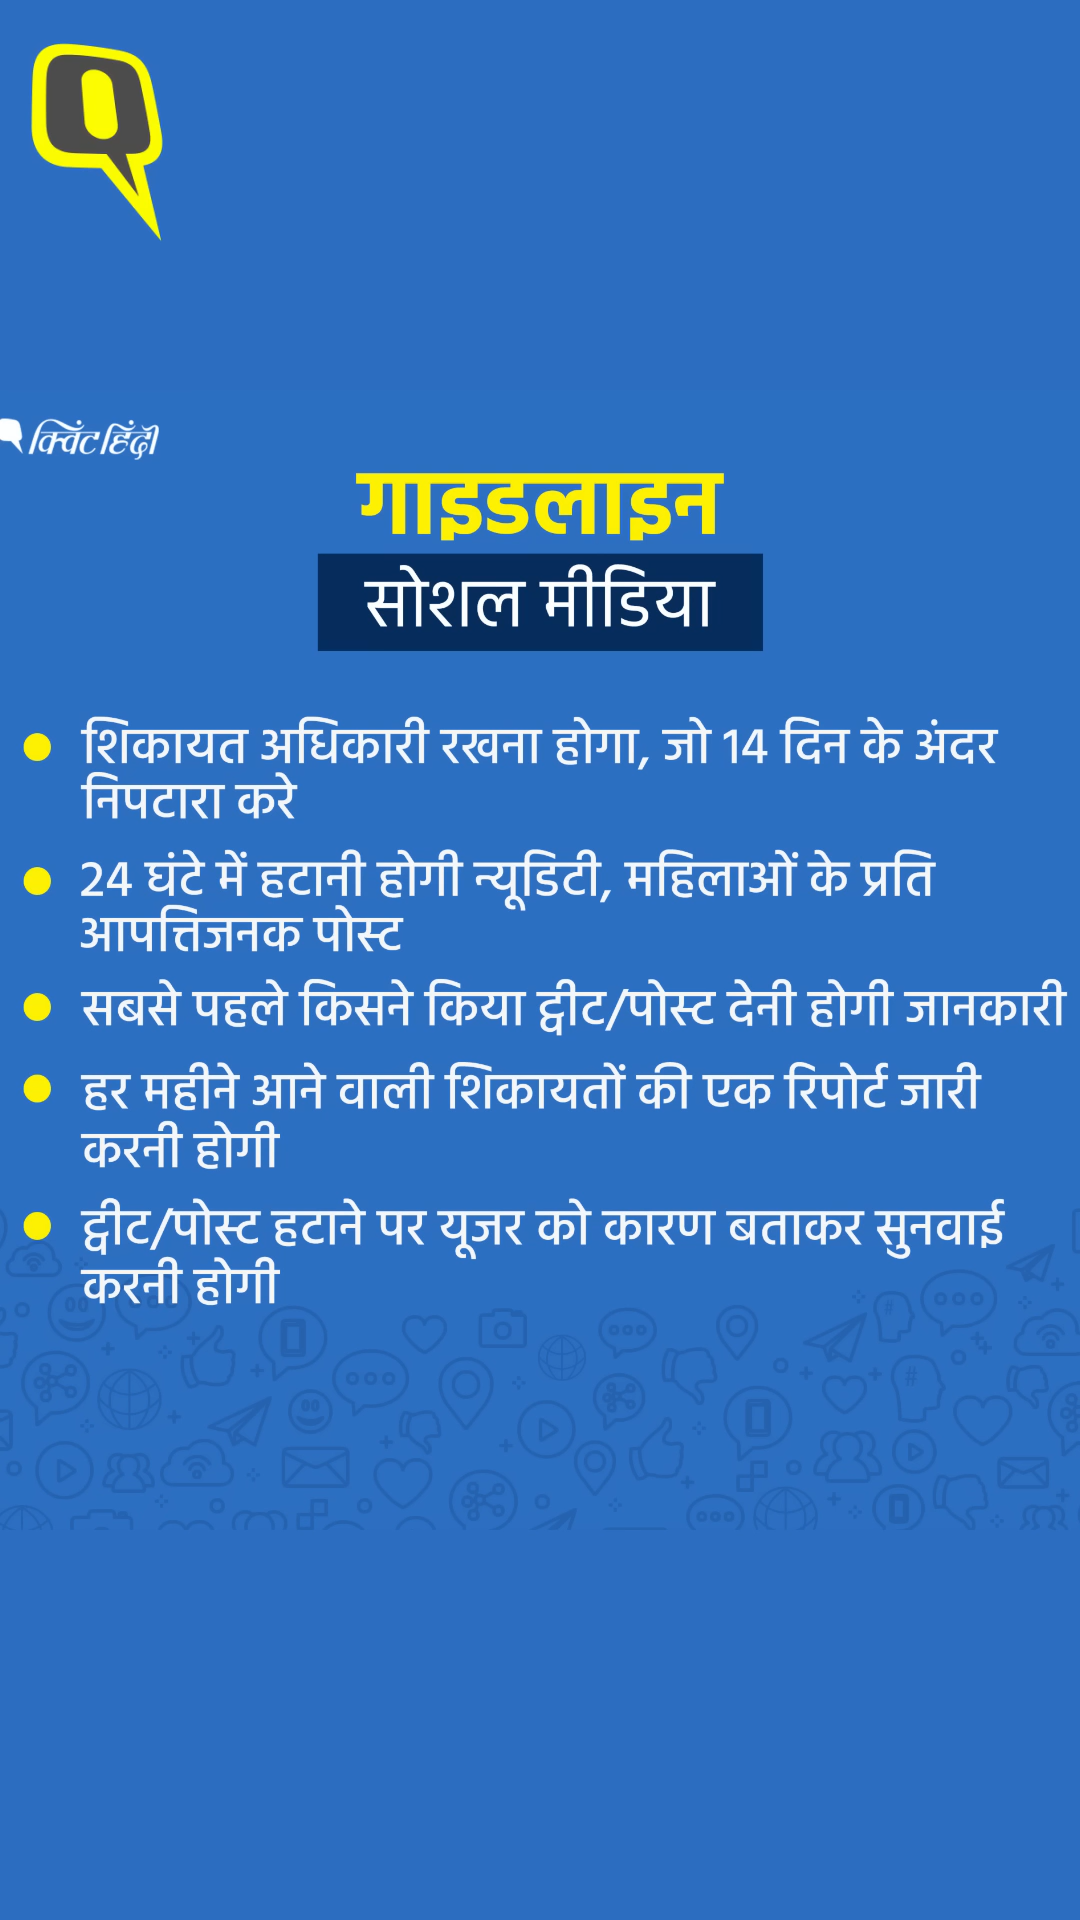 क्विंट हिंदी
गाइडलाइन
सोशल मीडिया
शिकायत अधिकारी रखना होगा, जो 14 दिन के अंदर
निपटारा करे
24 घंटे में हटानी होगी न्यूडिटी, महिलाओं के प्रति
आपत्तिजनक पोस्ट
सबसे पहले किसने किया ट्वीट/पोस्ट देनी होगी जानकारी
हर महीने आने वाली शिकायतों की एक रिपोर्ट जारी
करनी होगी
ट्वीट/पोस्ट हटाने पर यूजर को कारण बताकर सुनवाई
करनी होगी